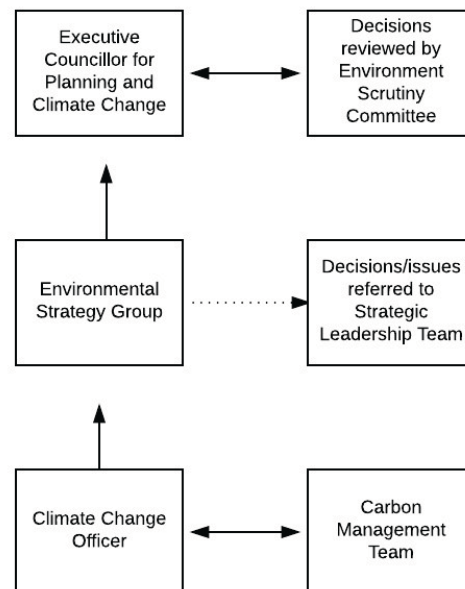 Executive
Councillor for
Planning and
Climate Change
Decisions
reviewed by
Environment
Scrutiny
Committee
Environmental
Strategy Group
Decisions/issues
referred to
Strategic
Leadership Team
Climate Change
Officer
Carbon
Management
Team